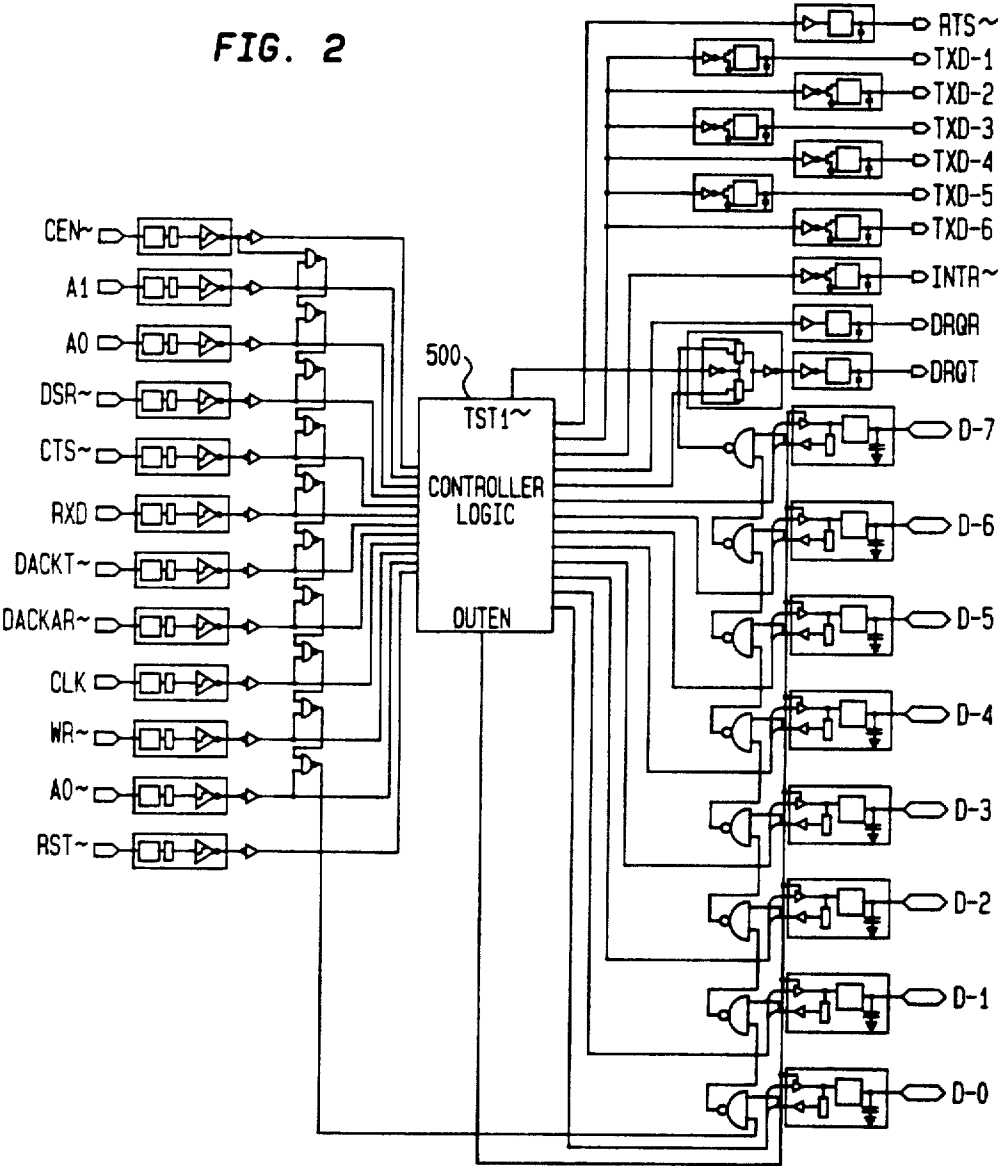 FIG. 2
RTS~
TXD-1
TXD-2
TXD-3
TXD-4
TXD-5
TXD-6
INTR~
DRQR
DRQT
CEN~
A1
A0
DSR~
CTS~
RXD
DACKT~
DACKAR~
CLK
WR~
A0~
RST~
500
TST1~
CONTROLLER
LOGIC
OUTEN
D-7
D-6
D-5
D-4
D-3
D-2
D-1
D-0